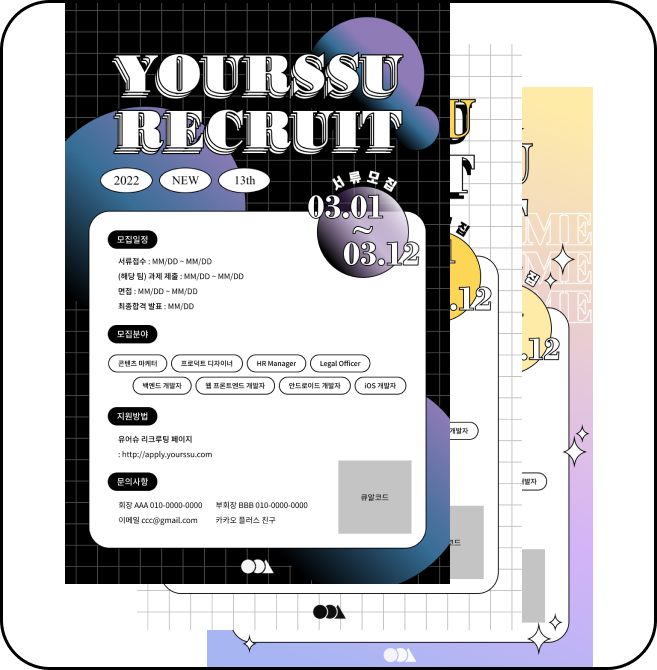 YOURSSU
RECRUIT
2022 NEW 13th
서류모집
03.01
~
03.12
모집일정
서류접수 : MM/DD ~ MM/DD
(해당 팀) 과제 제출 : MM/DD ~ MM/DD
면접 : MM/DD ~ MM/DD
최종합격 발표 : MM/DD
모집분야
콘텐츠 마케터 프로덕트 디자이너 HR Manager Legal Officer
백엔드 개발자 웹 프론트엔드 개발자 안드로이드 개발자 iOS 개발자
지원방법
유어슈 리크루팅 페이지
: http://apply.yourssu.com
큐알코드
문의사항
회장 AAA 010-0000-0000 부회장 BBB 010-0000-0000
이메일 ccc@gmail.com 카카오 플러스 친구
U
T
집
.12
개발자
코드
U
ME
ME
ME
집
.12
발자